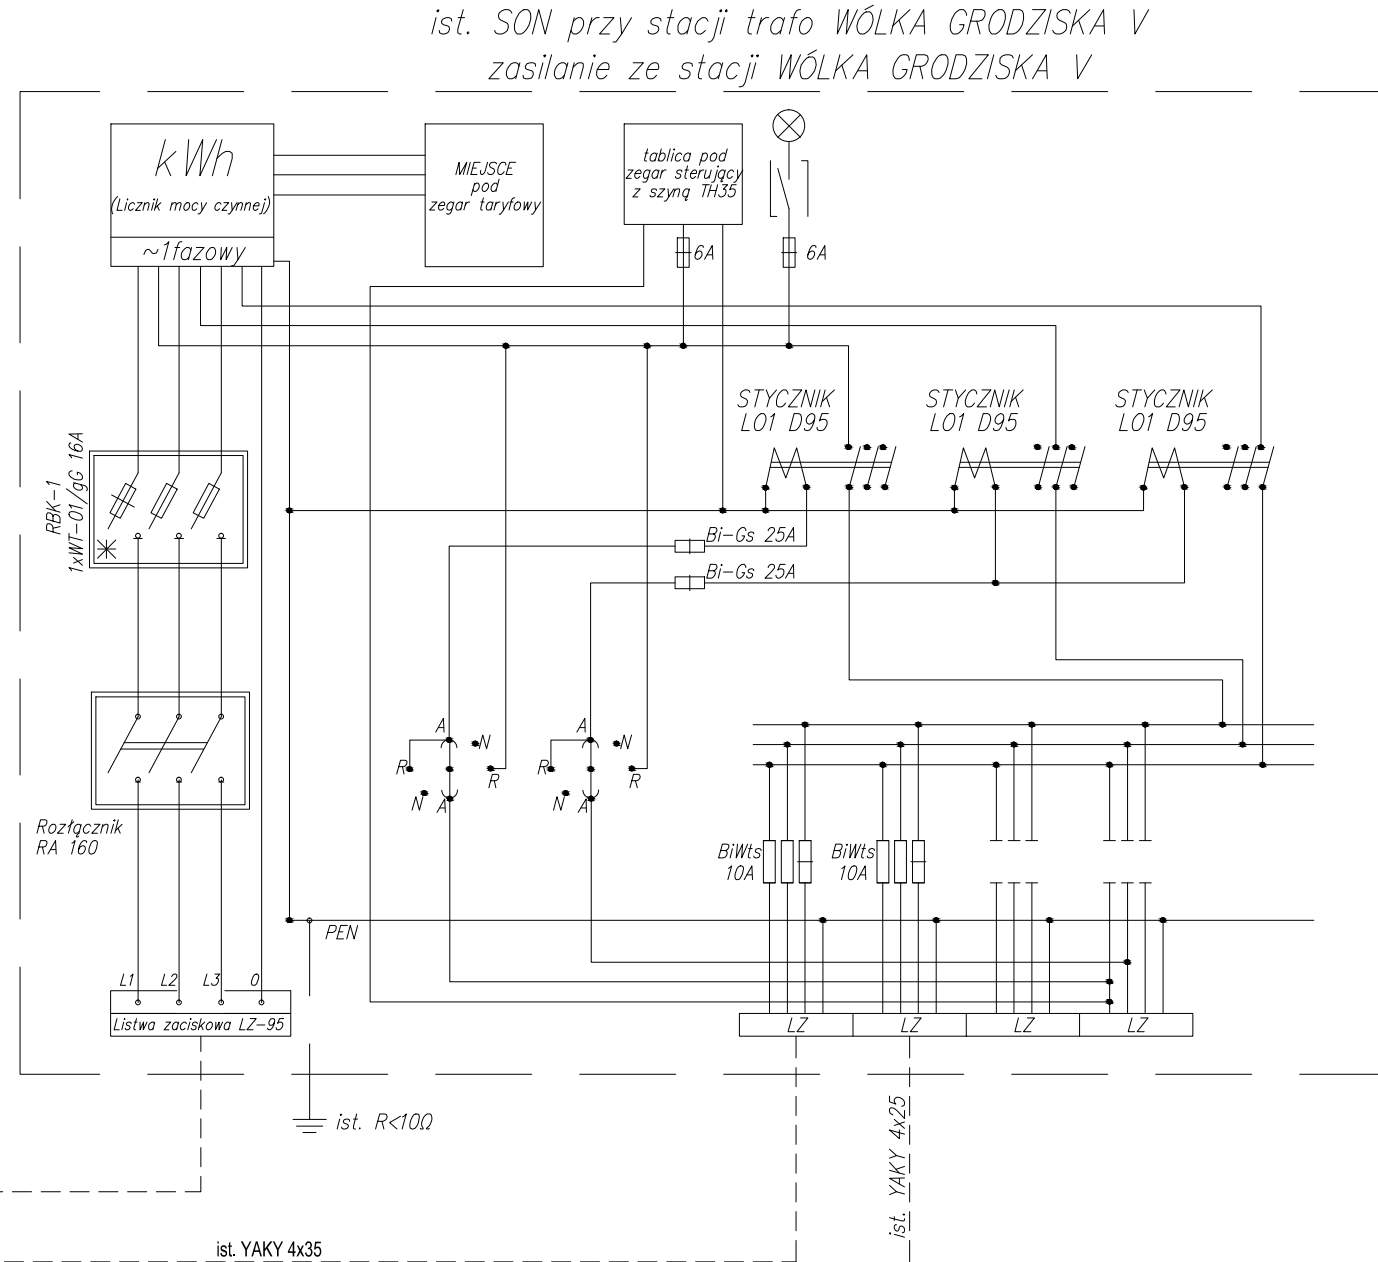 ist. SON przy stacji trafo WÓLKA GRODZISKA V
zasilanie ze stacji WÓLKA GRODZISKA V
kWh
(Licznik mocy czynnej)
~1fazowy
MIEJSCE
pod
zegar taryfowy
tablica pod
zegar sterujący
z szyną TH35
6A
6A
STYCZNIK
LO1 D95
STYCZNIK
LO1 D95
STYCZNIK
LO1 D95
RBK-1
1xWT-01/gG 16A
Bi-Gs 25A
Bi-Gs 25A
A
N
R
R
N
A
A
N
R
R
N
A
Rozłącznik
RA 160
BiWts
10A
BiWts
10A
PEN
L1
L2
L3
0
Listwa zaciskowa LZ-95
LZ
LZ
LZ
LZ
ist. R<10Ω
ist. YAKY 4x25
ist. YAKY 4x35